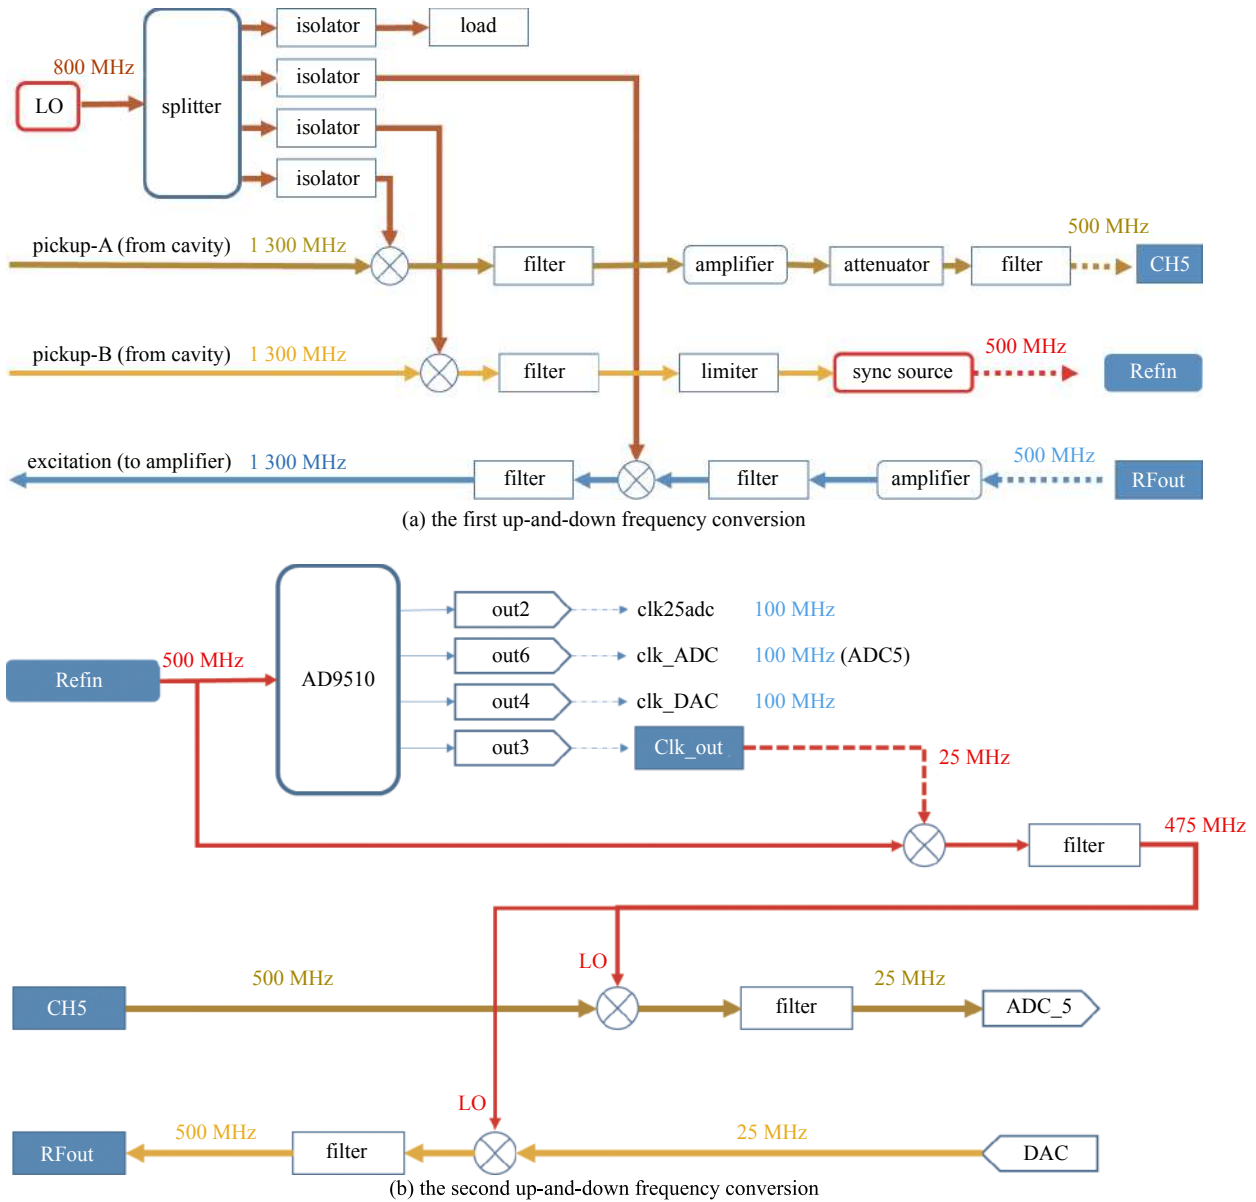 isolator
load
800 MHz
isolator
LO
splitter
isolator
isolator
pickup-A (from cavity)
1 300 MHz
500 MHz
filter
amplifier
attenuator
filter
CH5
pickup-B (from cavity)
1 300 MHz
500 MHz
filter
limiter
sync source
Refin
excitation (to amplifier)
1 300 MHz
500 MHz
filter
filter
amplifier
RFout
(a) the first up-and-down frequency conversion
out2
clk25adc
100 MHz
500 MHz
out6
clk_ADC
100 MHz (ADC5)
Refin
AD9510
out4
clk_DAC
100 MHz
out3
Clk_out
25 MHz
475 MHz
filter
LO
500 MHz
25 MHz
CH5
filter
ADC_5
LO
500 MHz
25 MHz
RFout
filter
DAC
(b) the second up-and-down frequency conversion